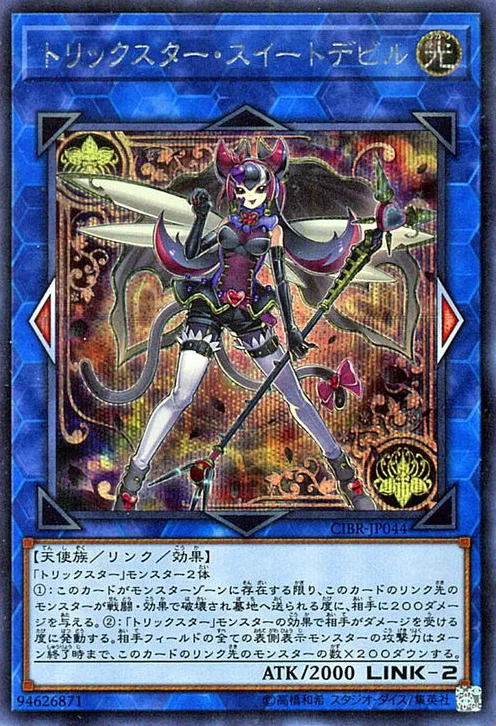 トリックスター・スイートデビル 光
CIBR-JP044
【天使族／リンク／効果】
「トリックスター」モンスター２体
①：このカードがモンスターゾーンに存在する限り、このカードのリンク先の
モンスターが戦闘・効果で破壊され墓地へ送られる度に、相手に２００ダメー
ジを与える。②：「トリックスター」モンスターの効果で相手がダメージを受ける
度に発動する。相手フィールドの全ての表側表示モンスターの攻撃力はター
ン終了時まで、このカードのリンク先のモンスターの数×２００ダウンする。
ATK/2000 LINK-2
94626871 ©高橋和希 スタジオ・ダイス/集英社